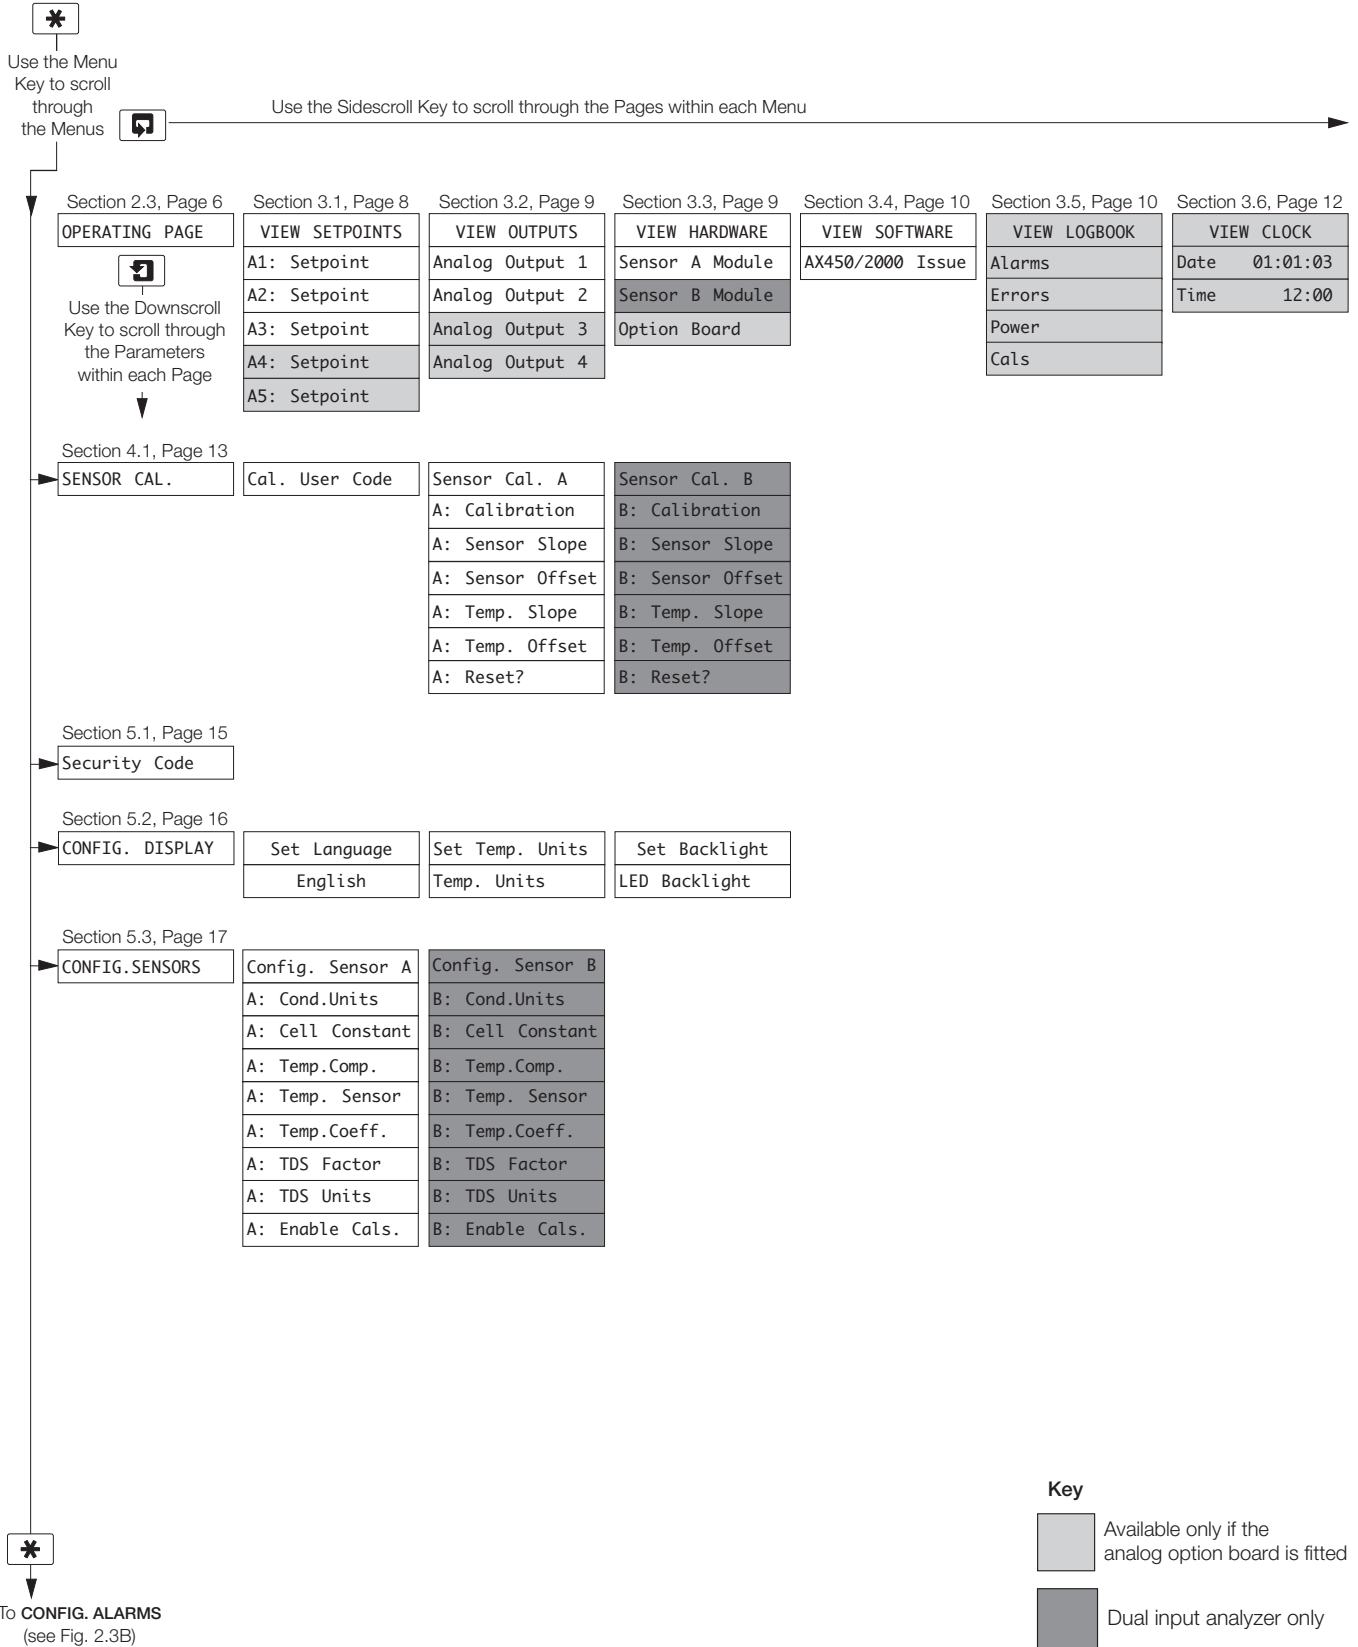 Use the Menu
Key to scroll
through
the Menus
Use the Sidescroll Key to scroll through the Pages within each Menu
Section 2.3, Page 6
OPERATING PAGE
Use the Downscroll
Key to scroll through
the Parameters
within each Page
Section 3.1, Page 8
VIEW SETPOINTS
A1: Setpoint
A2: Setpoint
A3: Setpoint
A4: Setpoint
A5: Setpoint
Section 3.2, Page 9
VIEW OUTPUTS
Analog Output 1
Analog Output 2
Analog Output 3
Analog Output 4
Section 3.3, Page 9
VIEW HARDWARE
Sensor A Module
Sensor B Module
Option Board
Section 3.4, Page 10
VIEW SOFTWARE
AX450/2000 Issue
Section 3.5, Page 10
VIEW LOGBOOK
Alarms
Errors
Power
Cals
Section 3.6, Page 12
VIEW CLOCK
Date 01:01:03
Time 12:00
Section 4.1, Page 13
SENSOR CAL.
Cal. User Code
Sensor Cal. A
A: Calibration
A: Sensor Slope
A: Sensor Offset
A: Temp. Slope
A: Temp. Offset
A: Reset?
Sensor Cal. B
B: Calibration
B: Sensor Slope
B: Sensor Offset
B: Temp. Slope
B: Temp. Offset
B: Reset?
Section 5.1, Page 15
Security Code
Section 5.2, Page 16
CONFIG. DISPLAY
Set Language
English
Set Temp. Units
Temp. Units
Set Backlight
LED Backlight
Section 5.3, Page 17
CONFIG.SENSORS
Config. Sensor A
A: Cond.Units
A: Cell Constant
A: Temp.Comp.
A: Temp. Sensor
A: Temp.Coeff.
A: TDS Factor
A: TDS Units
A: Enable Cals.
Config. Sensor B
B: Cond.Units
B: Cell Constant
B: Temp.Comp.
B: Temp. Sensor
B: Temp.Coeff.
B: TDS Factor
B: TDS Units
B: Enable Cals.
To CONFIG. ALARMS
(see Fig. 2.3B)
Key
Available only if the
analog option board is fitted
Dual input analyzer only